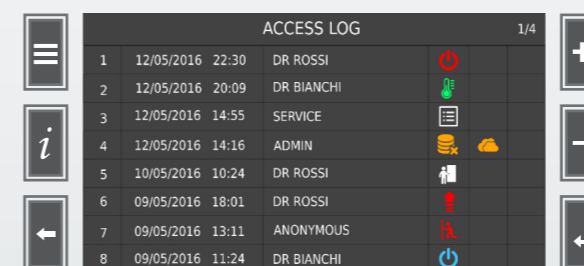 ACCESS LOG 1/4
1 12/05/2016 22:30 DR ROSSI
2 12/05/2016 20:09 DR BIANCHI
3 12/05/2016 14:55 SERVICE
i 4 12/05/2016 14:16 ADMIN
5 10/05/2016 10:24 DR ROSSI
6 09/05/2016 18:01 DR ROSSI
7 09/05/2016 13:11 ANONYMOUS
8 09/05/2016 11:24 DR BIANCHI